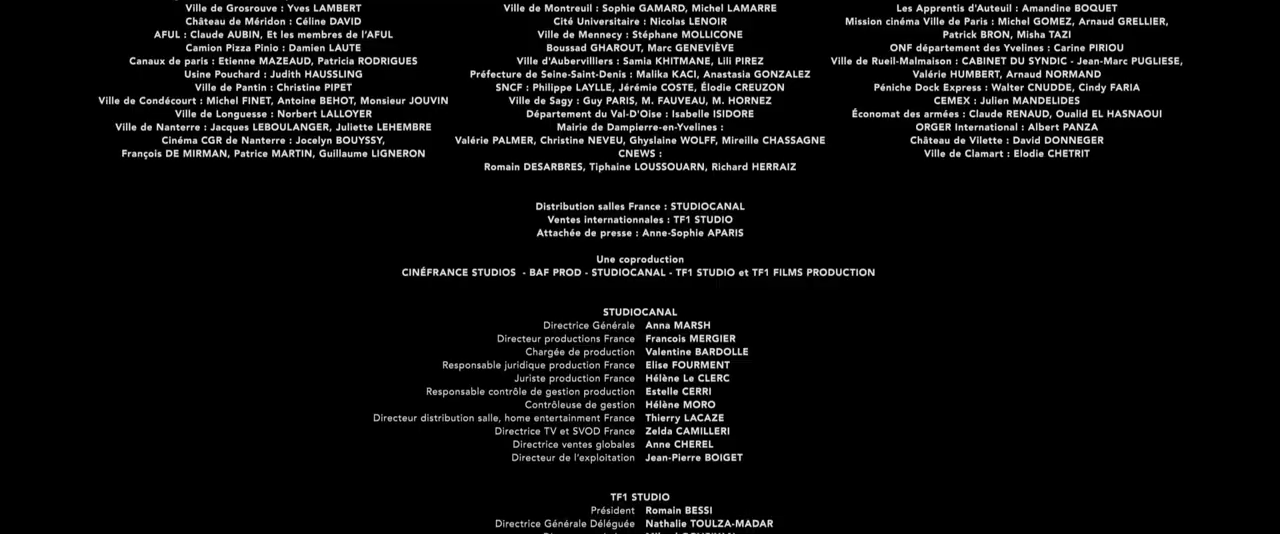 Ville de Grosrouve : Yves LAMBERT
Château de Méridon : Céline DAVID
AFUL : Claude AUBIN, Et les membres de l'AFUL
Camion Pizza Pinio : Damien LAUTE
Canaux de paris : Etienne MAZEAUD, Patricia RODRIGUES
Usine Pouchard : Judith HAUSSLING
Ville de Pantin : Christine PIPET
Ville de Condécourt : Michel FINET, Antoine BEHOT, Monsieur JOUVIN
Ville de Longuesse : Norbert LALLOYER
Ville de Nanterre : Jacques LEBOULANGER, Juliette LEHEMBRE
Cinéma CGR de Nanterre : Jocelyn BOUYSSY,
François DE MIRMAN, Patrice MARTIN, Guillaume LIGNERON
Ville de Montreuil : Sophie GAMARD, Michel LAMARRE
Cité Universitaire : Nicolas LENOIR
Ville de Mennecy : Stéphane MOLLICONE
Boussad GHAROUT, Marc GENEVIÈVE
Ville d'Aubervilliers : Samia KHITMANE, Lili PIREZ
Préfecture de Seine-Saint-Denis : Malika KACI, Anastasia GONZALEZ
SNCF : Philippe LAYLLE, Jérémie COSTE, Élodie CREUZON
Ville de Sagy : Guy PARIS, M. FAUVEAU, M. HORNEZ
Département du Val-D'Oise : Isabelle ISIDORE
Mairie de Dampierre-en-Yvelines :
Valérie PALMER, Christine NEVEU, Ghyslaine WOLFF, Mireille CHASSAGNE
CNEWS :
Romain DESARBRES, Tiphaine LOUSSOUARN, Richard HERRAIZ
Les Apprentis d'Auteuil : Amandine BOQUET
Mission cinéma Ville de Paris : Michel GOMEZ, Arnaud GRELLIER,
Patrick BRON, Misha TAZI
ONF département des Yvelines : Carine PIRIOU
Ville de Rueil-Malmaison : CABINET DU SYNDIC - Jean-Marc PUGLIESE,
Valérie HUMBERT, Arnaud NORMAND
Péniche Dock Express : Walter CNUDDE, Cindy FARIA
CEMEX : Julien MANDELIDES
Économat des armées : Claude RENAUD, Oualid EL HASNAOUI
ORGER International : Albert PANZA
Château de Vilette : David DONNEGER
Ville de Clamart : Elodie CHETRIT
Distribution salles France : STUDIOCANAL
Ventes internationnales : TF1 STUDIO
Attachée de presse : Anne-Sophie APARIS
Une coproduction
CINÉFRANCE STUDIOS - BAF PROD - STUDIOCANAL - TF1 STUDIO et TF1 FILMS PRODUCTION
STUDIOCANAL
Directrice Générale Anna MARSH
Directeur productions France Francois MERGIER
Chargée de production Valentine BARDOLLE
Responsable juridique production France Elise FOURMENT
Juriste production France Hélène Le CLERC
Responsable contrôle de gestion production Estelle CERRI
Contrôleuse de gestion Hélène MORO
Directeur distribution salle, home entertainment France Thierry LACAZE
Directrice TV et SVOD France Zelda CAMILLERI
Directrice ventes globales Anne CHEREL
Directeur de l'exploitation Jean-Pierre BOIGET
TF1 STUDIO
Président Romain BESSI
Directrice Générale Déléguée Nathalie TOULZA-MADAR